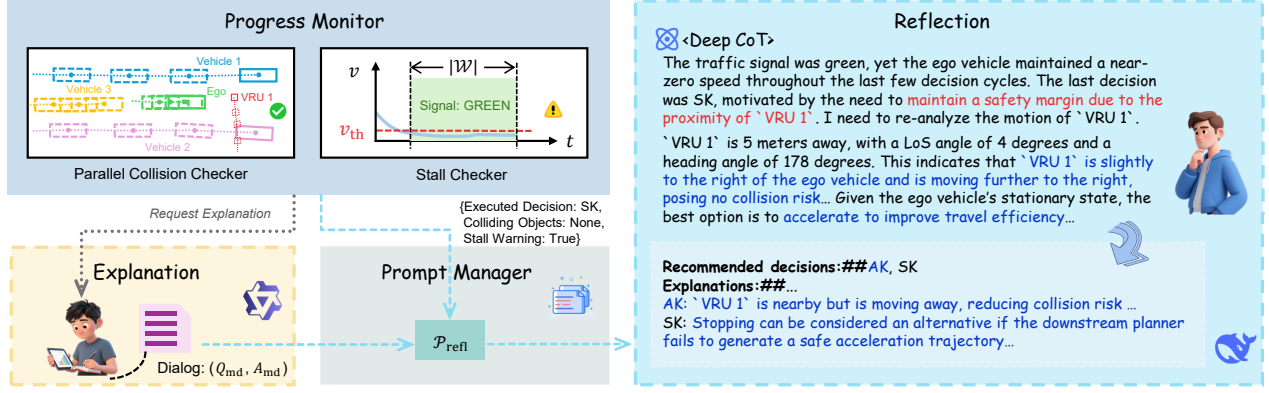 Progress Monitor
Vehicle 1
Vehicle 3
Ego
VRU 1
Vehicle 2
Parallel Collision Checker
v
|𝒲|
Signal: GREEN
v_th
t
Stall Checker
Request Explanation
{Executed Decision: SK,
Colliding Objects: None,
Stall Warning: True}
Explanation
Dialog: (Q_md, A_md)
Prompt Manager
𝒫_refl
Reflection
<Deep CoT>
The traffic signal was green, yet the ego vehicle maintained a near-
zero speed throughout the last few decision cycles. The last decision
was SK, motivated by the need to maintain a safety margin due to the
proximity of `VRU 1`. I need to re-analyze the motion of `VRU 1`.
`VRU 1` is 5 meters away, with a LoS angle of 4 degrees and a
heading angle of 178 degrees. This indicates that `VRU 1` is slightly
to the right of the ego vehicle and is moving further to the right,
posing no collision risk… Given the ego vehicle's stationary state, the
best option is to accelerate to improve travel efficiency…
Recommended decisions:##AK, SK
Explanations:##...
AK: `VRU 1` is nearby but is moving away, reducing collision risk …
SK: Stopping can be considered an alternative if the downstream planner
fails to generate a safe acceleration trajectory…